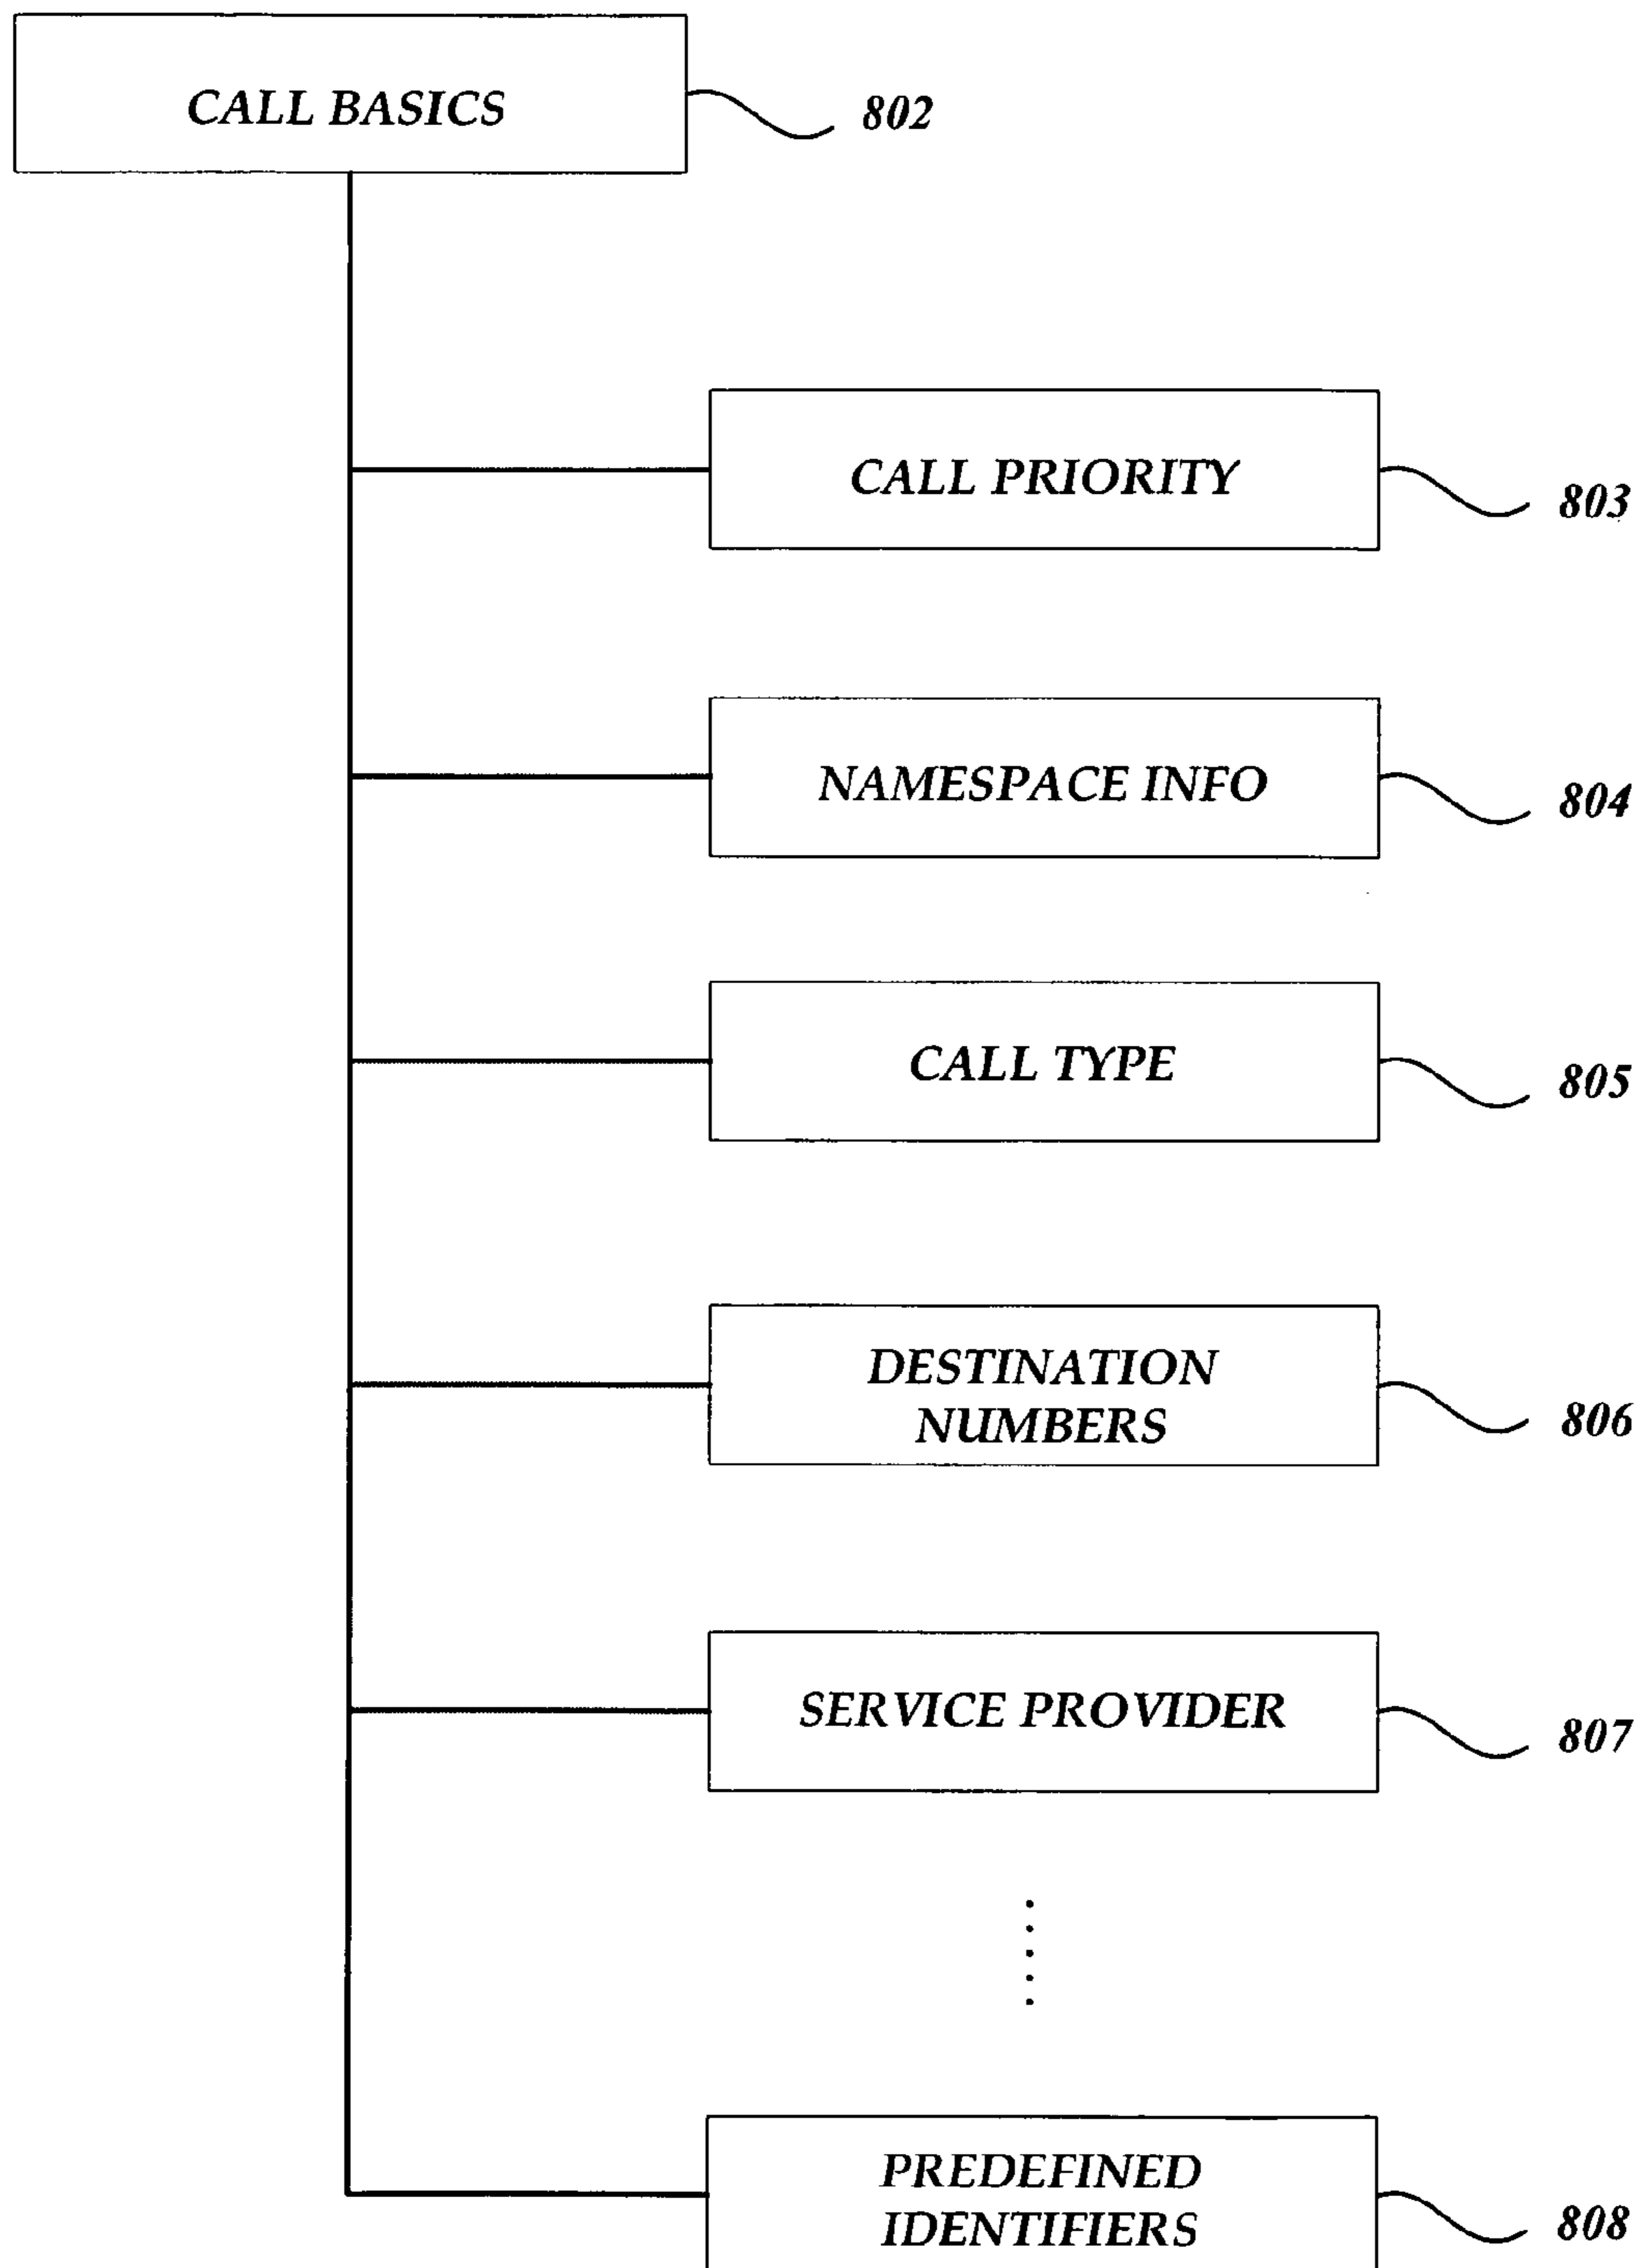 CALL BASICS
802
CALL PRIORITY
803
NAMESPACE INFO
804
CALL TYPE
805
DESTINATION
NUMBERS
806
SERVICE PROVIDER
807
PREDEFINED
IDENTIFIERS
808